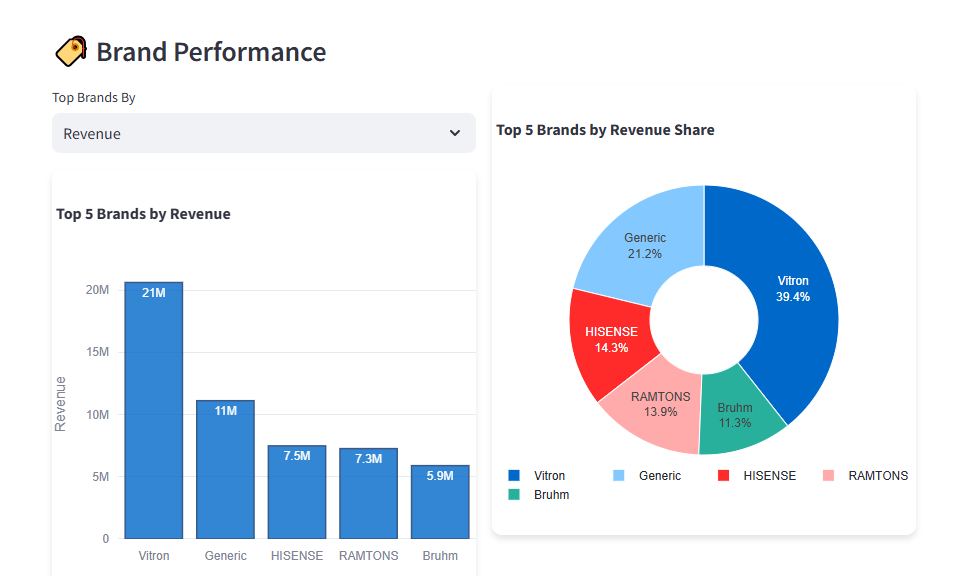 Brand Performance
Top Brands By
Revenue
Top 5 Brands by Revenue
Revenue
20M
15M
10M
5M
0
21M
11M
7.5M
7.3M
5.9M
Vitron
Generic
HISENSE
RAMTONS
Bruhm
Top 5 Brands by Revenue Share
Generic
21.2%
Vitron
39.4%
HISENSE
14.3%
RAMTONS
13.9%
Bruhm
11.3%
Vitron
Generic
HISENSE
RAMTONS
Bruhm